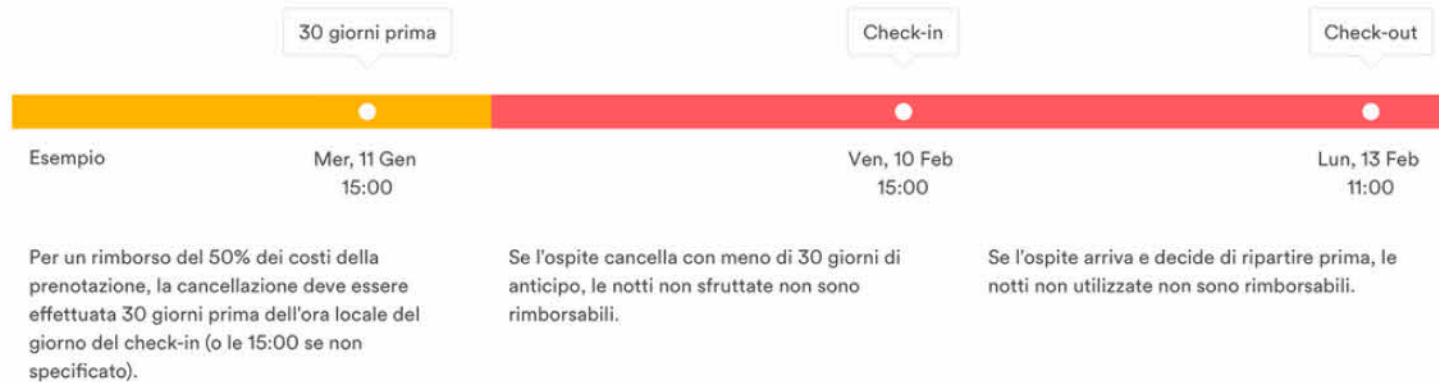 30 giorni prima
Check-in
Check-out
Esempio
Mer, 11 Gen
15:00
Ven, 10 Feb
15:00
Lun, 13 Feb
11:00
Per un rimborso del 50% dei costi della
prenotazione, la cancellazione deve essere
effettuata 30 giorni prima dell'ora locale del
giorno del check-in (o le 15:00 se non
specificato).
Se l'ospite cancella con meno di 30 giorni di
anticipo, le notti non sfruttate non sono
rimborsabili.
Se l'ospite arriva e decide di ripartire prima, le
notti non utilizzate non sono rimborsabili.